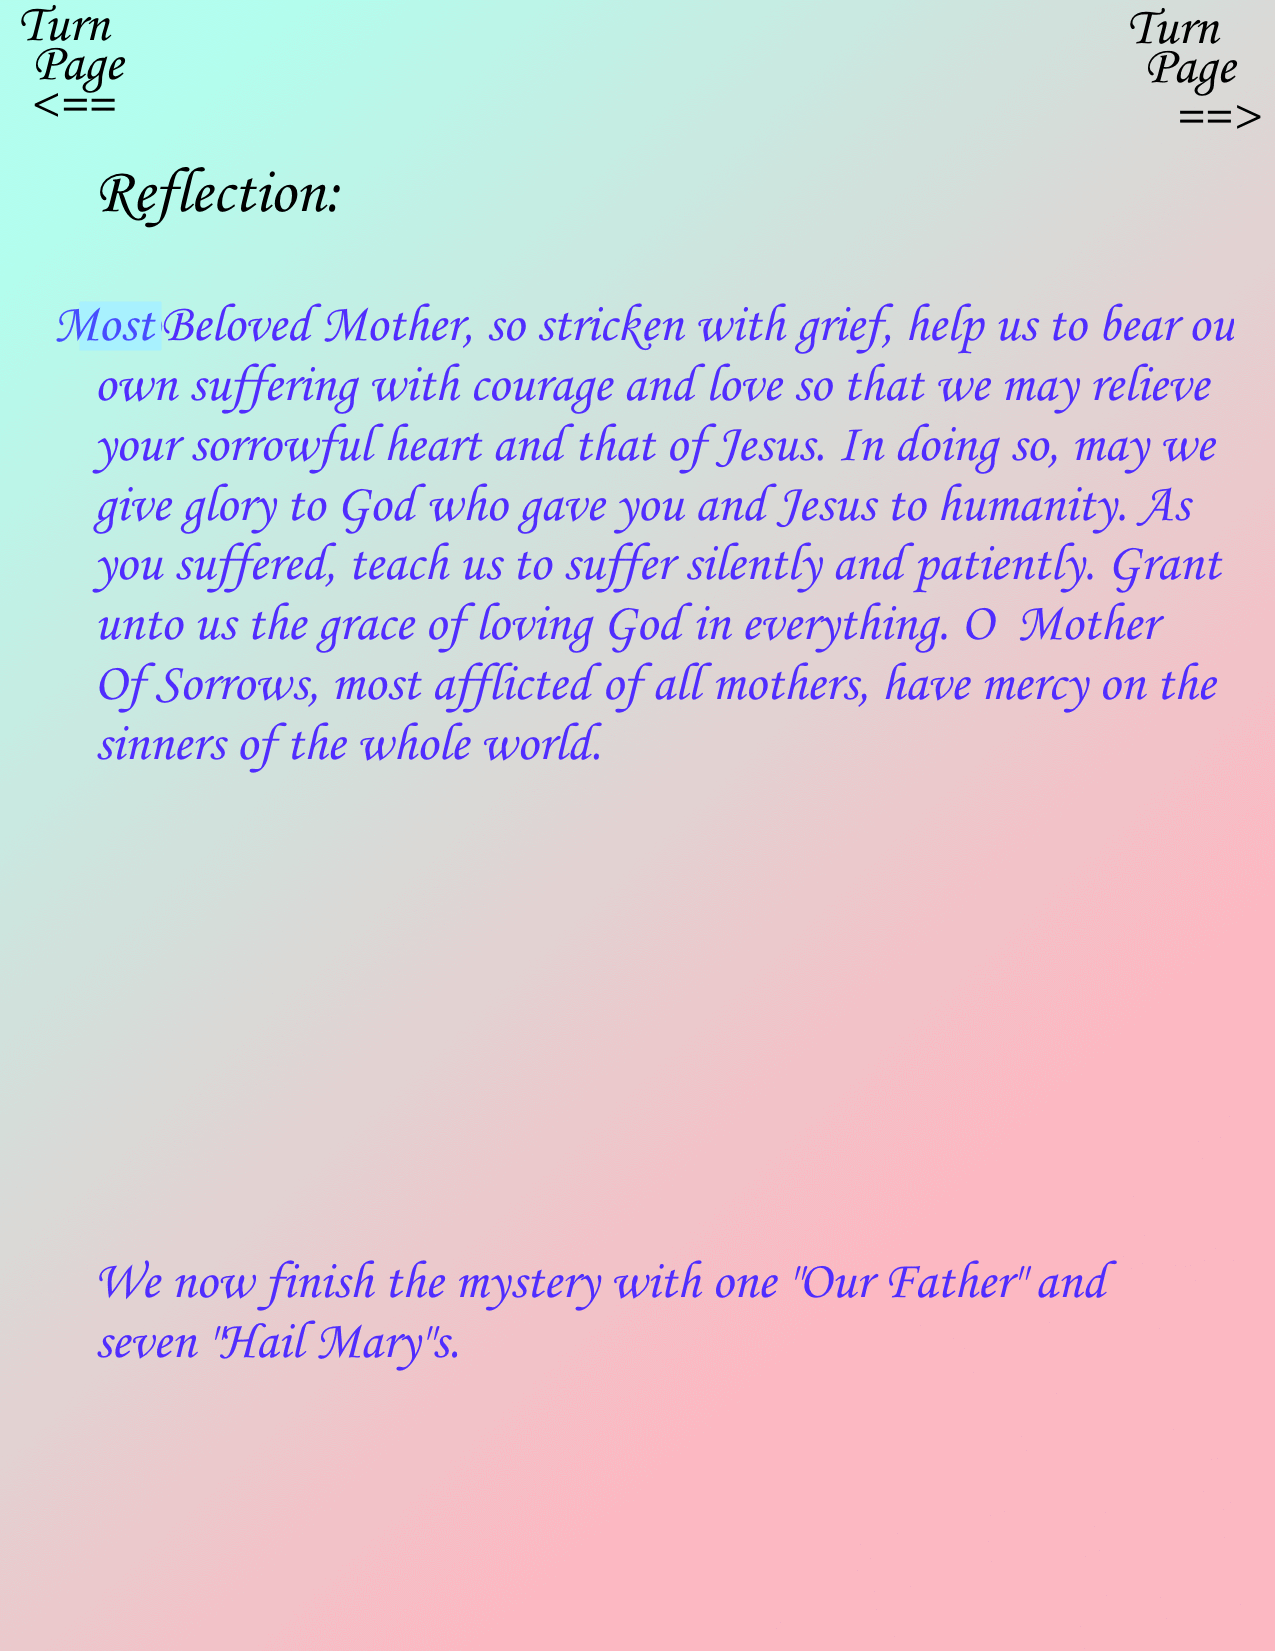 Turn
Page
<==
Turn
Page
==>
Reflection:
Most Beloved Mother, so stricken with grief, help us to bear ou
own suffering with courage and love so that we may relieve
your sorrowful heart and that of Jesus. In doing so, may we
give glory to God who gave you and Jesus to humanity. As
you suffered, teach us to suffer silently and patiently. Grant
unto us the grace of loving God in everything. O  Mother
Of Sorrows, most afflicted of all mothers, have mercy on the
sinners of the whole world.
We now finish the mystery with one "Our Father" and
seven "Hail Mary"s.